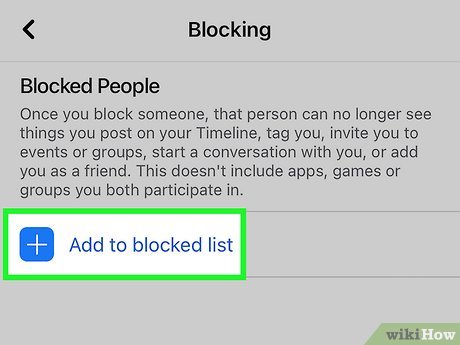 Blocking
Blocked People
Once you block someone, that person can no longer see
things you post on your Timeline, tag you, invite you to
events or groups, start a conversation with you, or add
you as a friend. This doesn't include apps, games or
groups you both participate in.
Add to blocked list
wikiHow